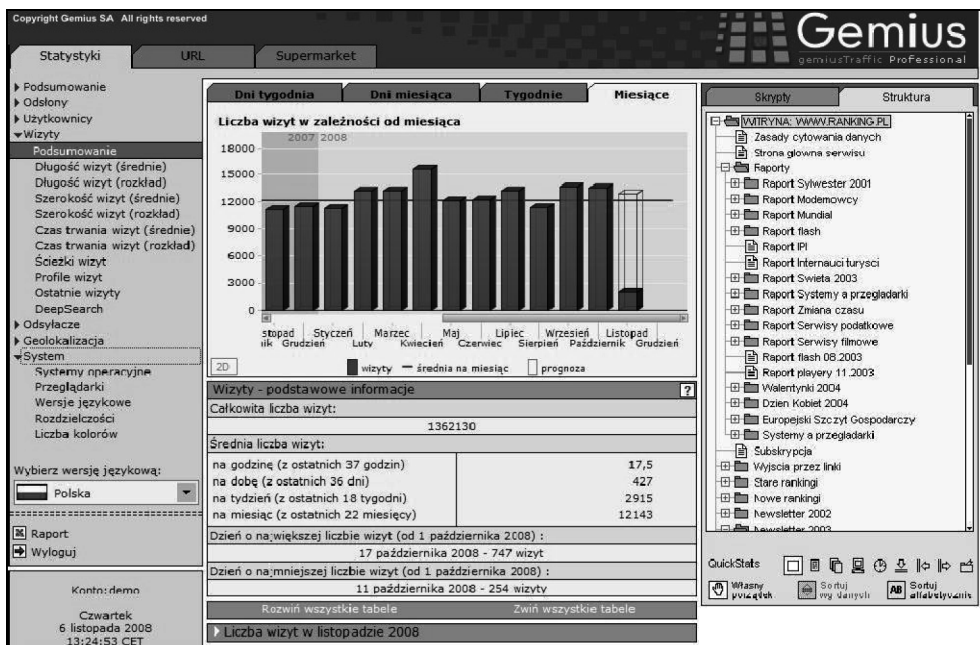 Copyright Gemius SA All rights reserved
Gemius
gemiusTraffic Professional
Statystyki
URL
Supermarket
Podsumowanie
Odsłony
Użytkownicy
Wizyty
Podsumowanie
Długość wizyt (średnie)
Długość wizyt (rozkład)
Szerokość wizyt (średnie)
Szerokość wizyt (rozkład)
Czas trwania wizyt (średnie)
Czas trwania wizyt (rozkład)
Ścieżki wizyt
Profile wizyt
Ostatnie wizyty
DeepSearch
Odsyłacze
Geolokalizacja
System
Systemy operacyjne
Przeglądarki
Wersje językowe
Rozdzielczości
Liczba kolorów
Wybierz wersję językową:
Polska
Raport
Wyloguj
Konto: demo
Czwartek
6 listopada 2008
13:24:53 CET
Dni tygodnia
Dni miesiąca
Tygodnie
Miesiące
Liczba wizyt w zależności od miesiąca
2007 2008
18000
15000
12000
9000
6000
3000
0
stopad Styczeń Marzec Maj Lipiec Wrzesień Listopad
ik Grudzień Luty Kwiecień Czerwiec Sierpień Październik Grudzień
2D
wizyty średnia na miesiąc prognoza
Wizyty - podstawowe informacje
?
Całkowita liczba wizyt:
1362130
Średnia liczba wizyt:
na godzinę (z ostatnich 37 godzin) 17,5
na dobę (z ostatnich 36 dni) 427
na tydzień (z ostatnich 18 tygodni) 2915
na miesiąc (z ostatnich 22 miesięcy) 12143
Dzień o największej liczbie wizyt (od 1 października 2008) :
17 października 2008 - 747 wizyt
Dzień o najmniejszej liczbie wizyt (od 1 października 2008) :
11 października 2008 - 254 wizyty
Rozwiń wszystkie tabele
Zwiń wszystkie tabele
Liczba wizyt w listopadzie 2008
Skrypty
Struktura
WITRYNA: WWW.RANKING.PL
Zasady cytowania danych
Strona glowna serwisu
Raporty
Raport Sylwester 2001
Raport Modemowcy
Raport Mundial
Raport flash
Raport IPI
Raport Internauci turysci
Raport Swieta 2003
Raport Systemy a przegladarki
Raport Zmiana czasu
Raport Serwisy podatkowe
Raport Serwisy filmowe
Raport flash 08.2003
Raport playery 11.2003
Walentynki 2004
Dzien Kobiet 2004
Europejski Szczyt Gospodarczy
Systemy a przegladarki
Subskrypcja
Wyjscia przez linki
Stare rankingi
Nowe rankingi
Newsletter 2002
Newsletter 2003
QuickStats
Własny porządek
Sortuj wg danych
AB
Sortuj alfabetycznie